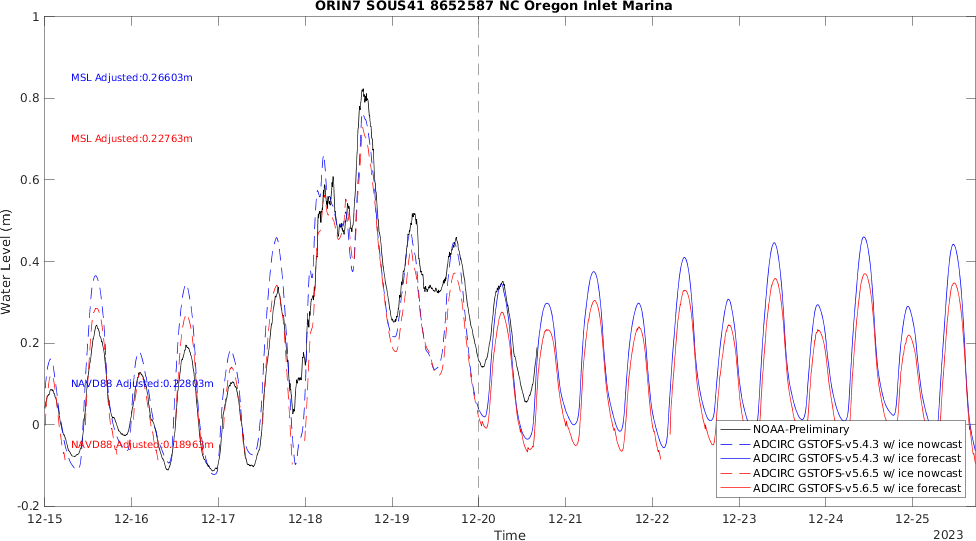 ORIN7 SOUS41 8652587 NC Oregon Inlet Marina
1
0.8
0.6
0.4
0.2
0
-0.2
Water Level (m)
MSL Adjusted:0.26603m
MSL Adjusted:0.22763m
NAVD88 Adjusted:0.22803m
NAVD88 Adjusted:0.18963m
NOAA-Preliminary
ADCIRC GSTOFS-v5.4.3 w/ ice nowcast
ADCIRC GSTOFS-v5.4.3 w/ ice forecast
ADCIRC GSTOFS-v5.6.5 w/ ice nowcast
ADCIRC GSTOFS-v5.6.5 w/ ice forecast
12-15 12-16 12-17 12-18 12-19 12-20 12-21 12-22 12-23 12-24 12-25
Time
2023